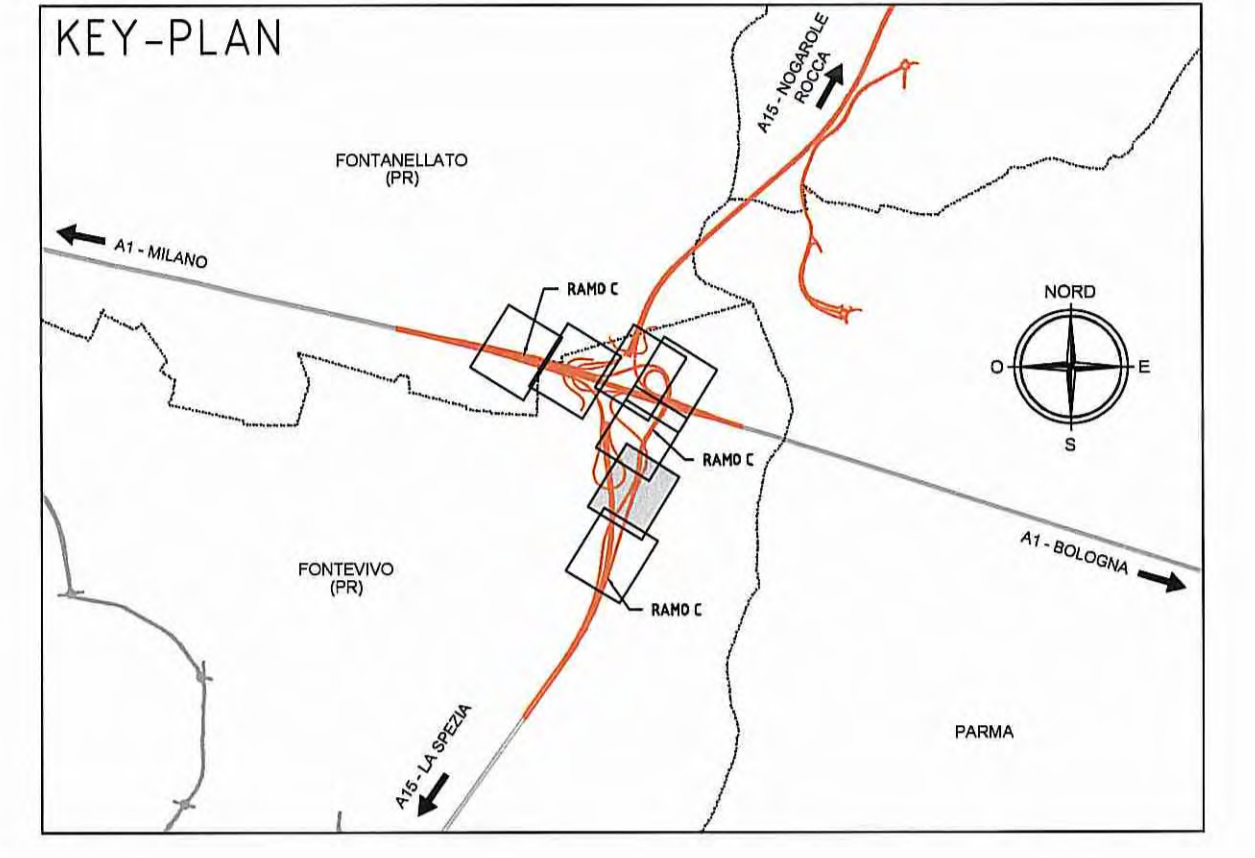 KEY-PLAN
A15 - NOGAROLE
ROCCA
FONTANELLATO
(PR)
A1 - MILANO
RAMO C
NORD
O
E
S
RAMO C
A1 - BOLOGNA
FONTEVIVO
(PR)
RAMO C
A15 - LA SPEZIA
PARMA